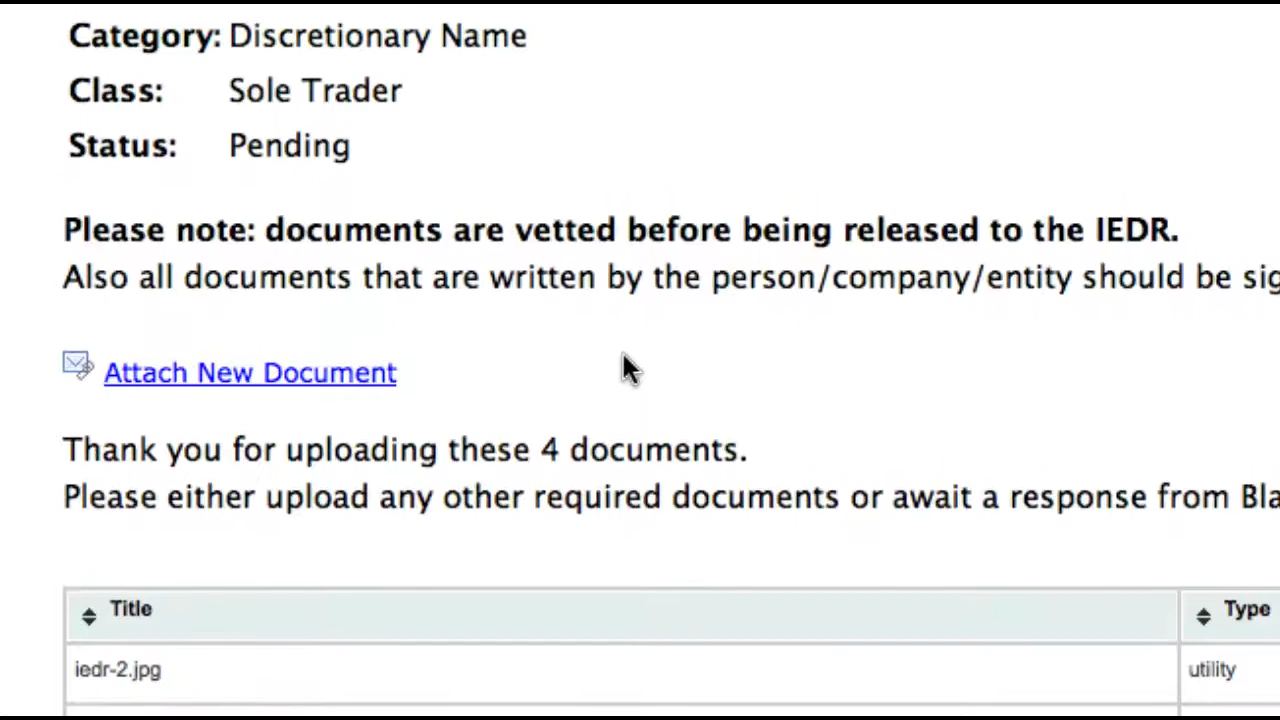 Category: Discretionary Name
Class: Sole Trader
Status: Pending
Please note: documents are vetted before being released to the IEDR.
Also all documents that are written by the person/company/entity should be
Attach New Document
Thank you for uploading these 4 documents.
Please either upload any other required documents or await a response from
Title Type
iedr-2.jpg utility